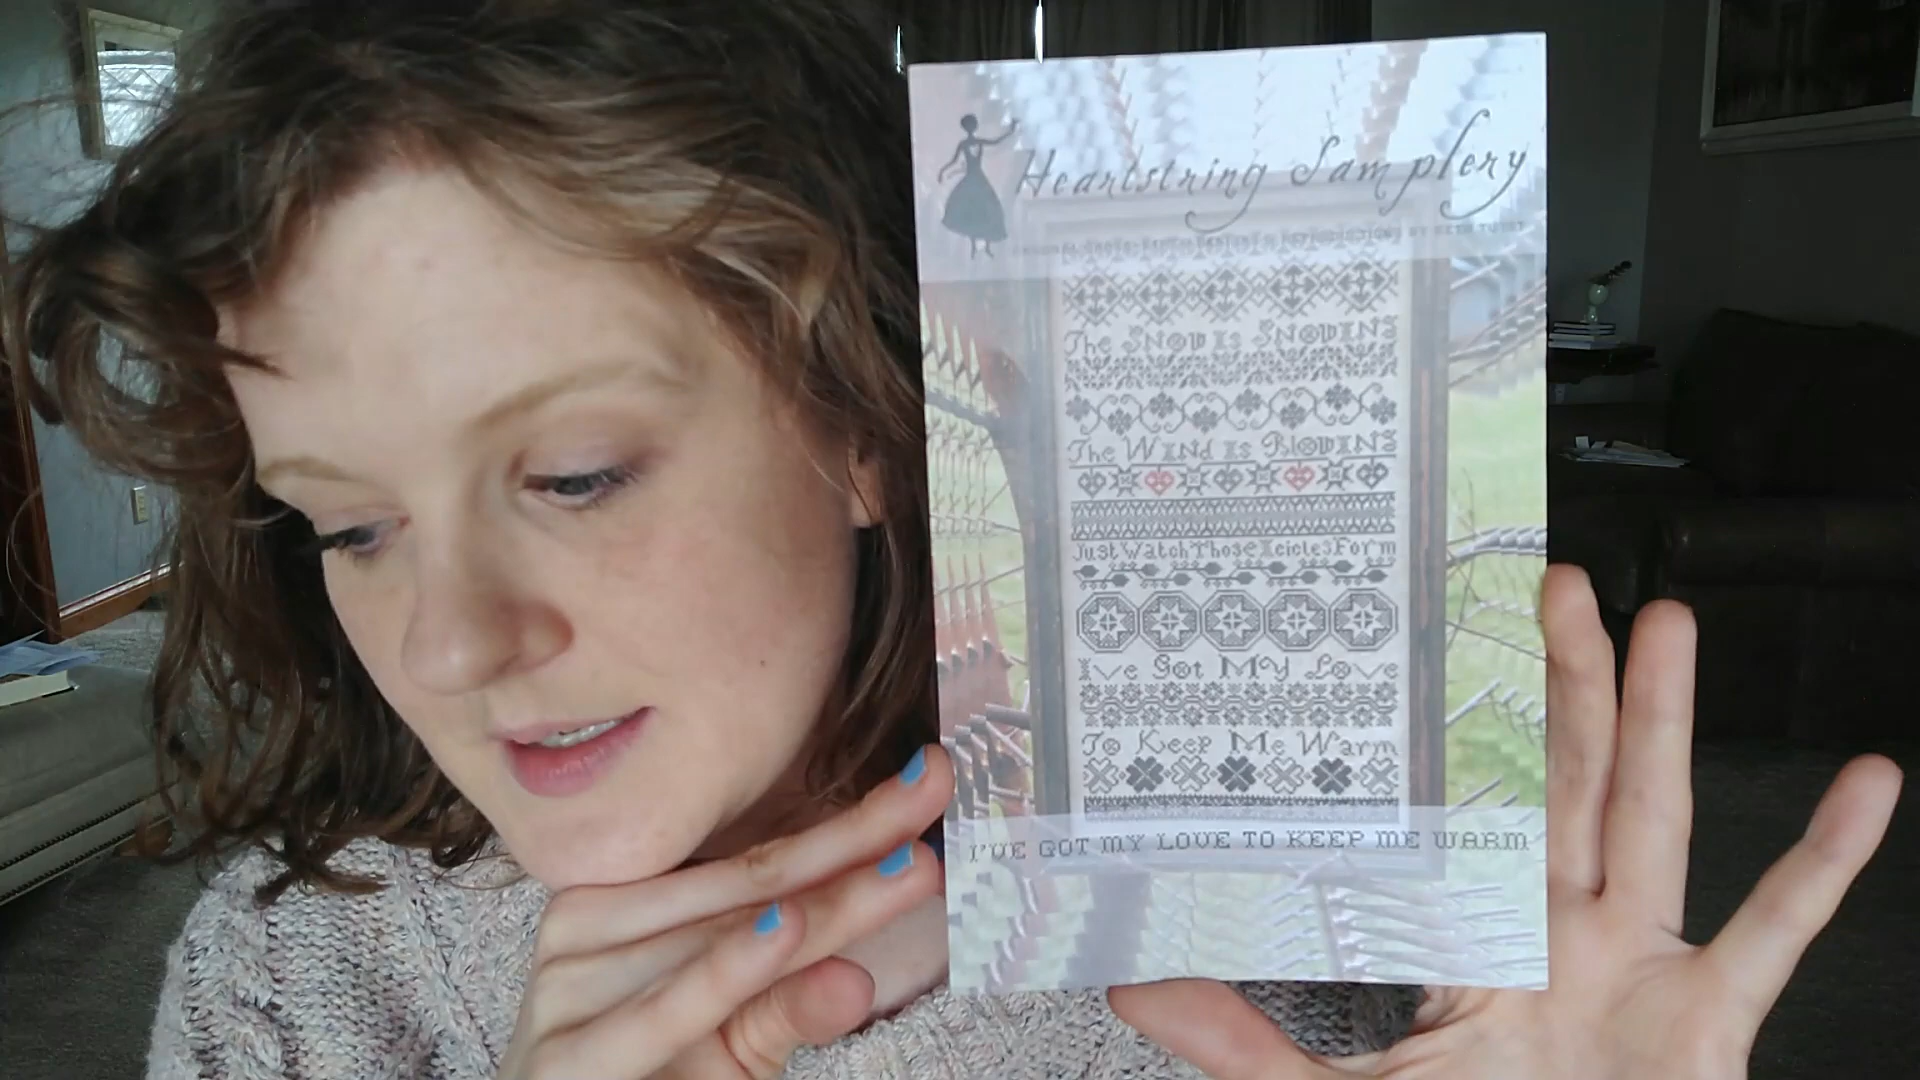 Heartstring Samplery
The Snow is Snowing
The Wind is Blowing
Just Watch Those Icicles Form
I've Got My Love
To Keep Me Warm
I'VE GOT MY LOVE TO KEEP ME WARM